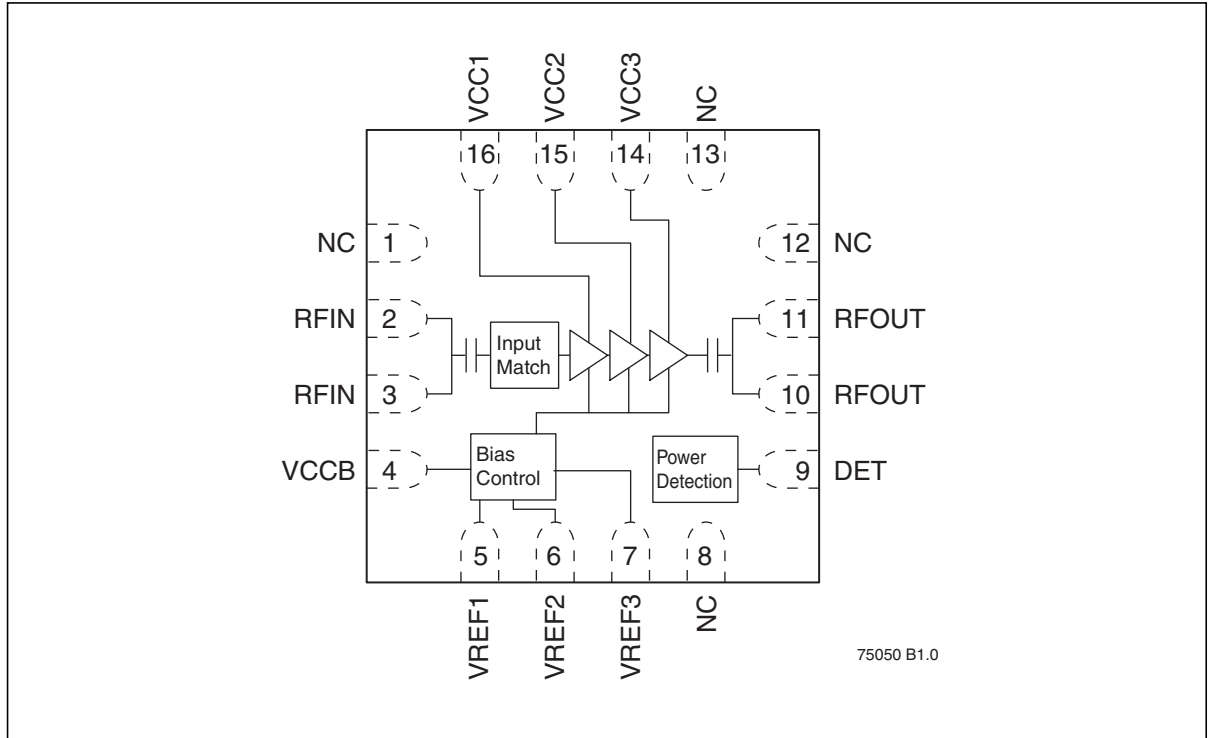 VCC1
VCC2
VCC3
NC
16
15
14
13
NC
1
12
NC
RFIN
2
11
RFOUT
Input
Match
RFIN
3
10
RFOUT
VCCB
4
Bias
Control
Power
Detection
9
DET
5
6
7
8
VREF1
VREF2
VREF3
NC
75050 B1.0